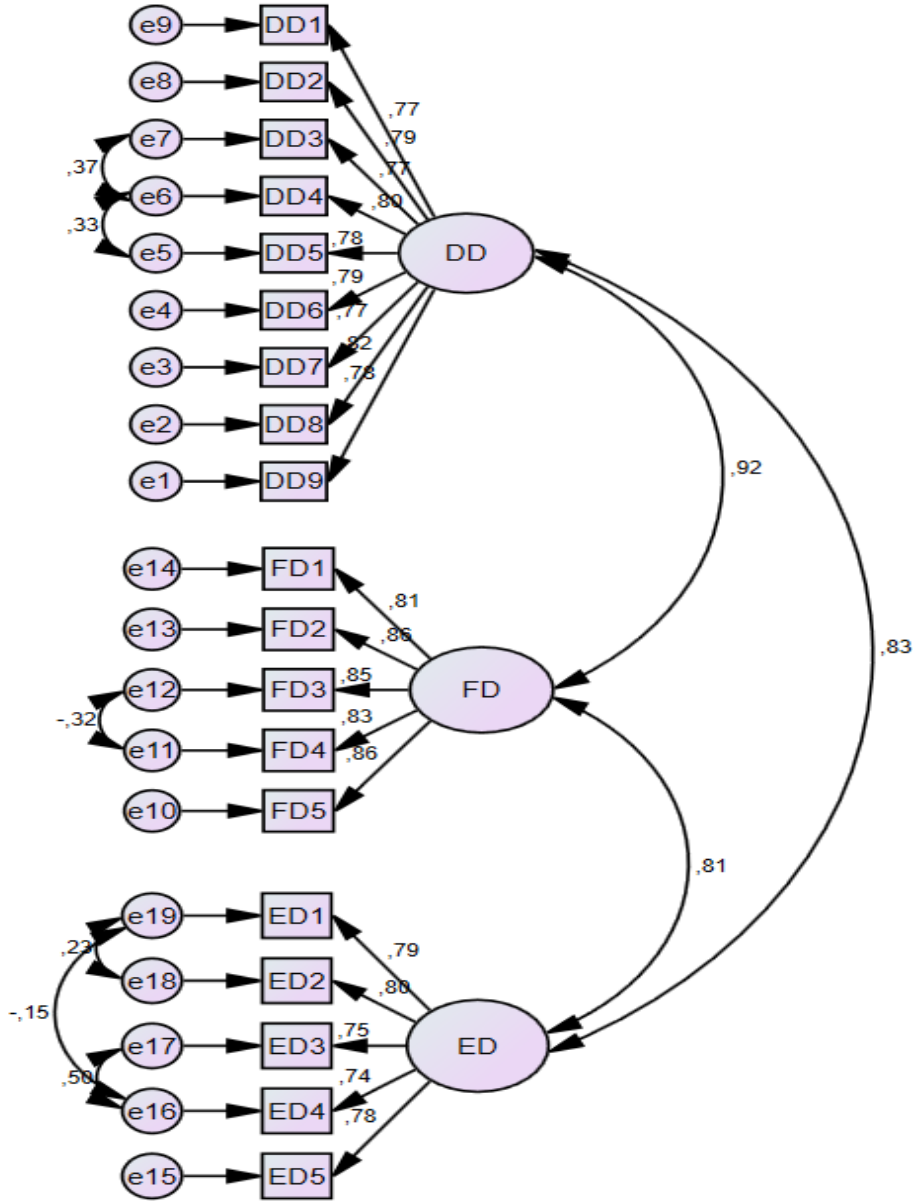 e9 DD1
e8 DD2
,77
,79
e7 DD3
,77
,37
e6 DD4
,80
,33
,78
e5 DD5
DD
,79
e4 DD6
,77
,82
e3 DD7
,78
e2 DD8
,92
e1 DD9
e14 FD1
,81
e13 FD2
,86
,83
,85
e12 FD3
FD
-,32
,83
e11 FD4
,86
e10 FD5
,81
e19 ED1
,23
,79
e18 ED2
,80
-,15
,75
e17 ED3
ED
,50
,74
e16 ED4
,78
e15 ED5